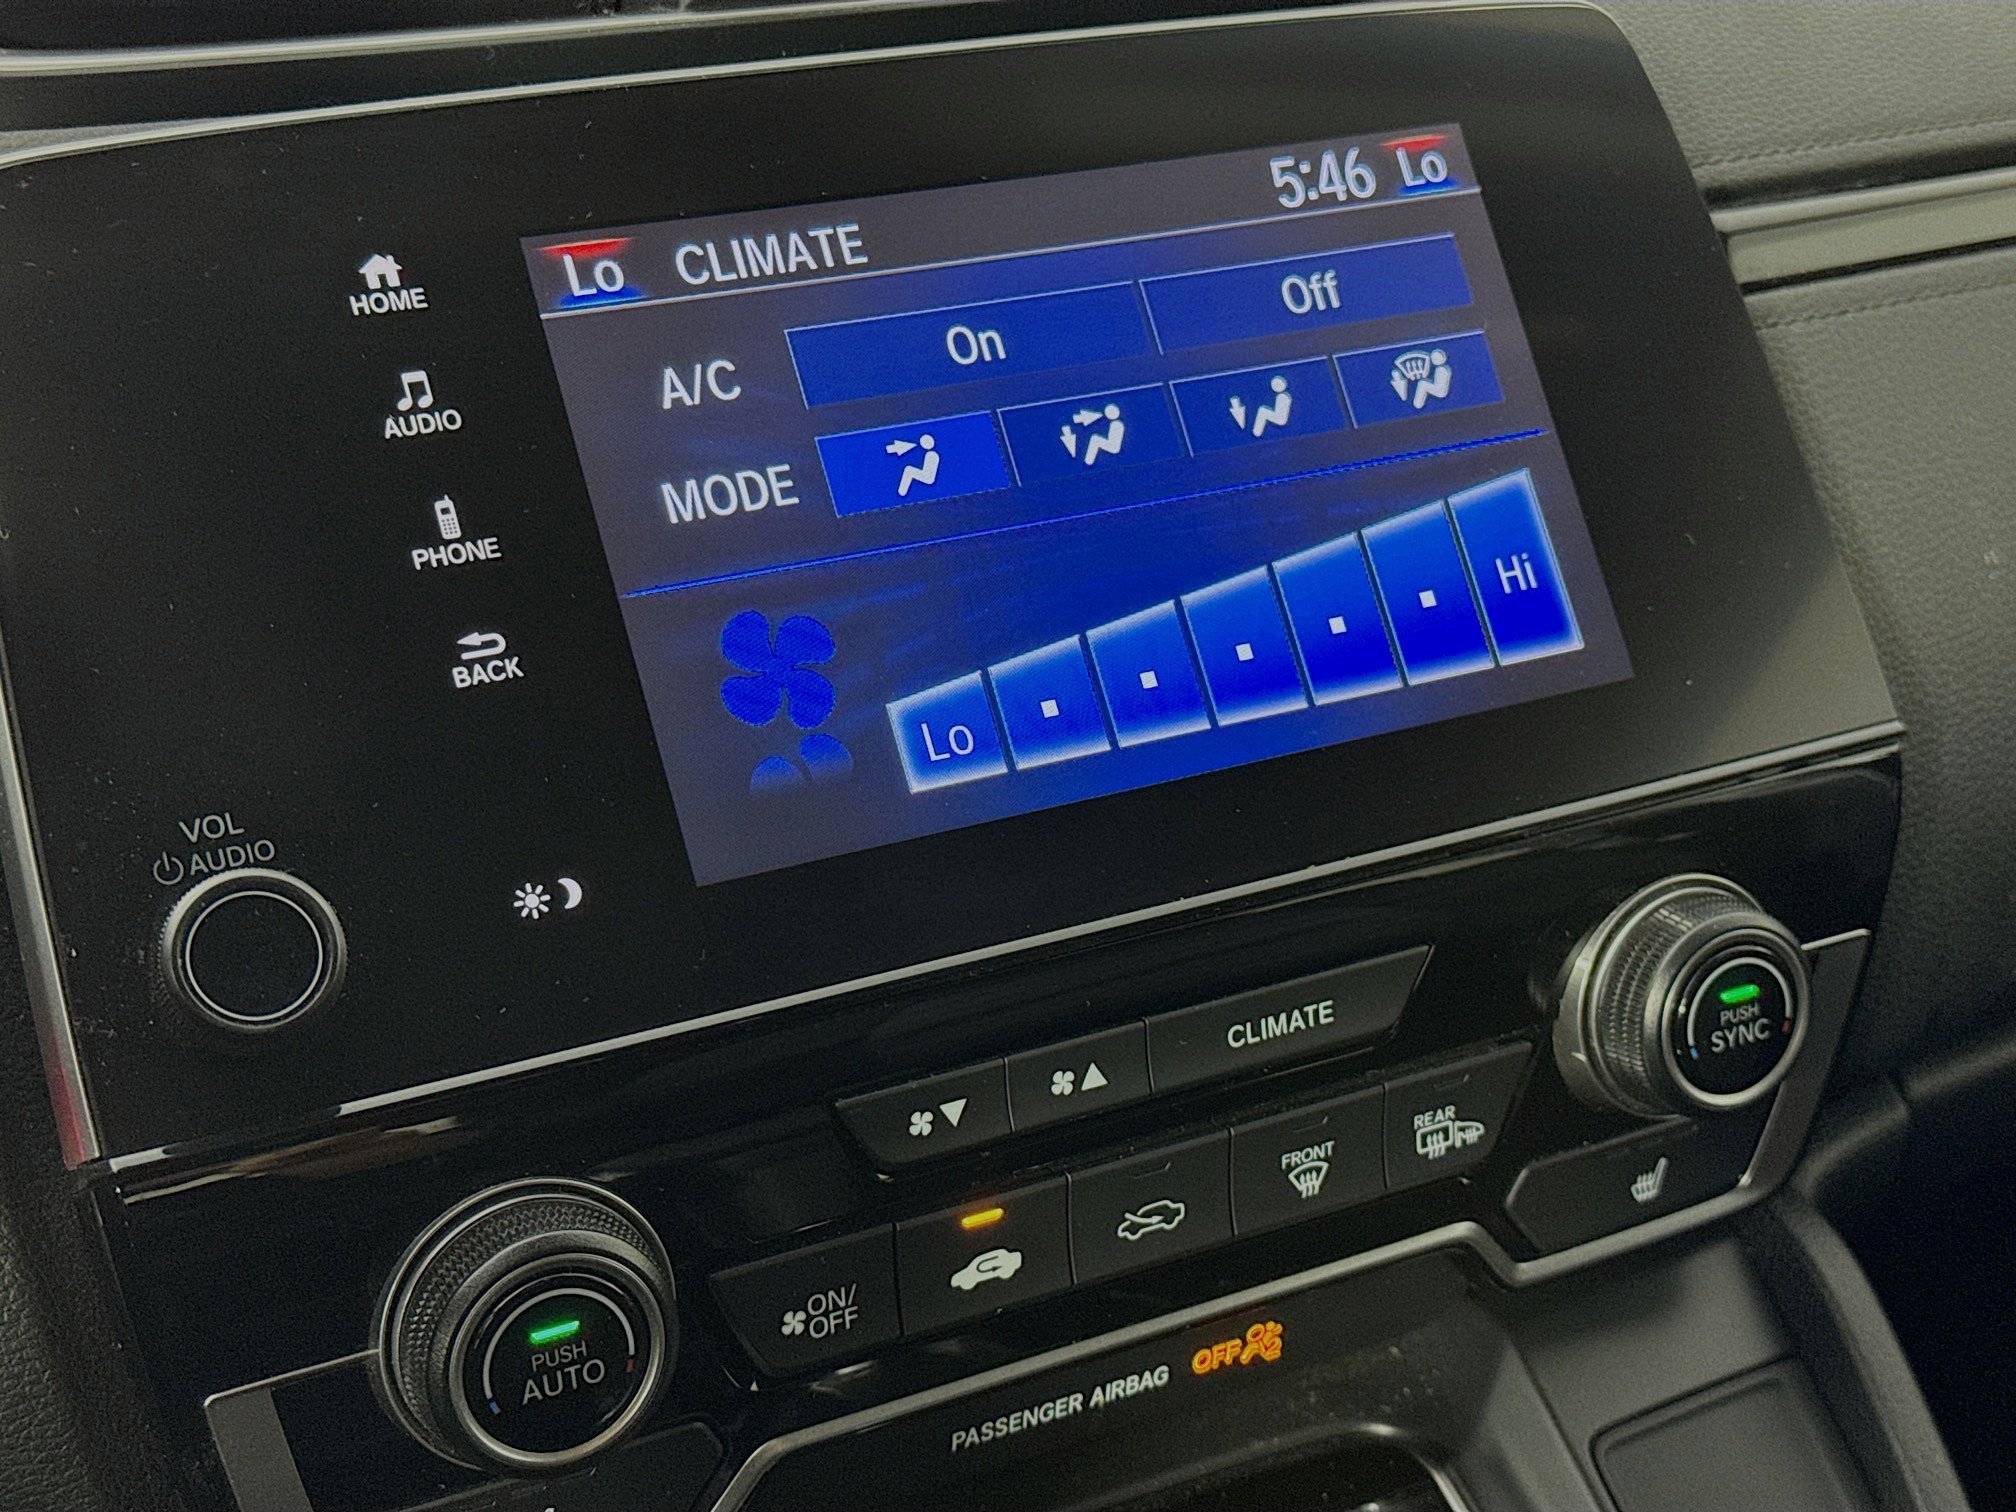 5:46 Lo
Lo CLIMATE
HOME
A/C On Off
AUDIO
MODE
PHONE
BACK
Lo Hi
VOL
AUDIO
CLIMATE
PUSH
SYNC
REAR
FRONT
ON/
OFF
PUSH
AUTO
PASSENGER AIRBAG OFF 2